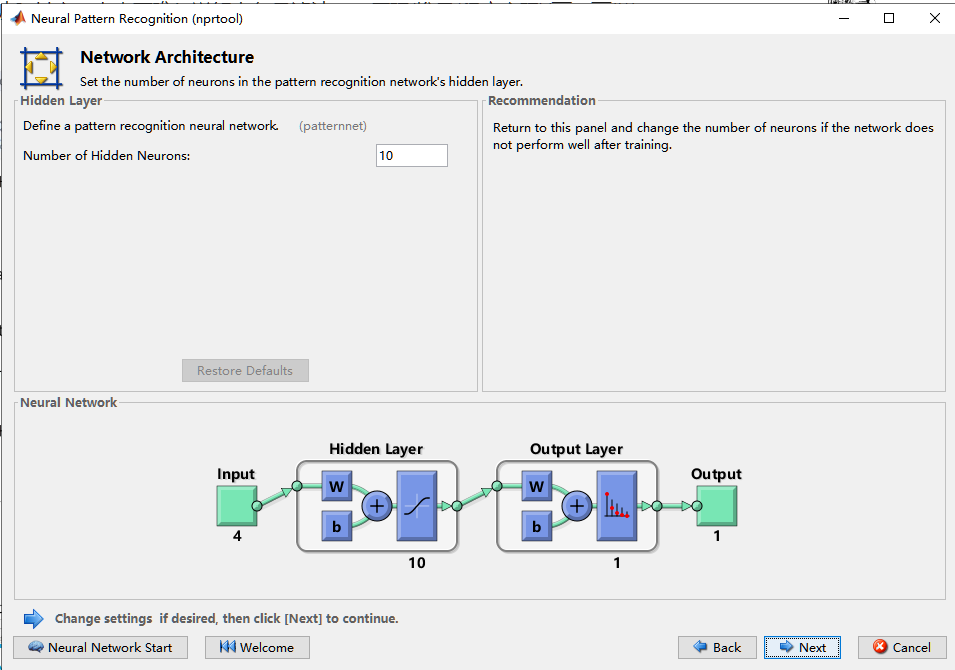 Neural Pattern Recognition (nprtool)
Network Architecture
Set the number of neurons in the pattern recognition network's hidden layer.
Hidden Layer
Define a pattern recognition neural network. (patternnet)
Number of Hidden Neurons: 10
Restore Defaults
Recommendation
Return to this panel and change the number of neurons if the network does
not perform well after training.
Neural Network
Hidden Layer
Output Layer
Input
Output
W
b
+
W
b
+
4
10
1
1
Change settings if desired, then click [Next] to continue.
Neural Network Start
Welcome
Back
Next
Cancel